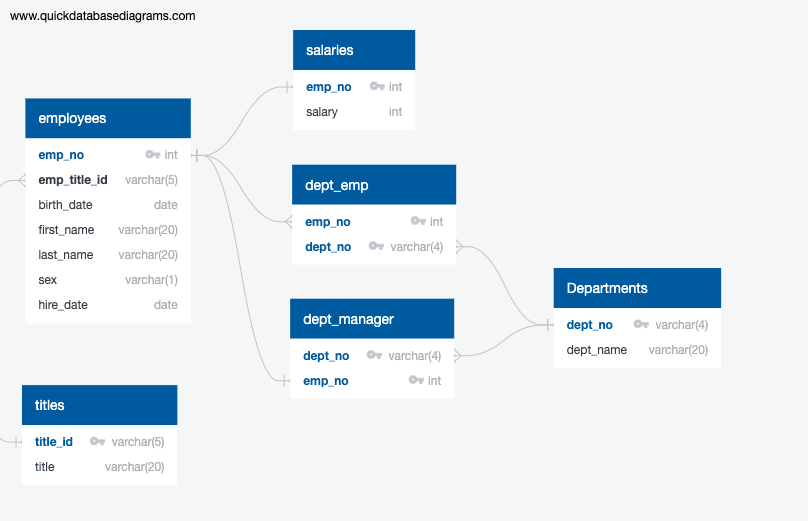 www.quickdatabasediagrams.com
salaries
emp_no int
salary int
employees
emp_no int
emp_title_id varchar(5)
birth_date date
first_name varchar(20)
last_name varchar(20)
sex varchar(1)
hire_date date
dept_emp
emp_no int
dept_no varchar(4)
Departments
dept_no varchar(4)
dept_name varchar(20)
dept_manager
dept_no varchar(4)
emp_no int
titles
title_id varchar(5)
title varchar(20)